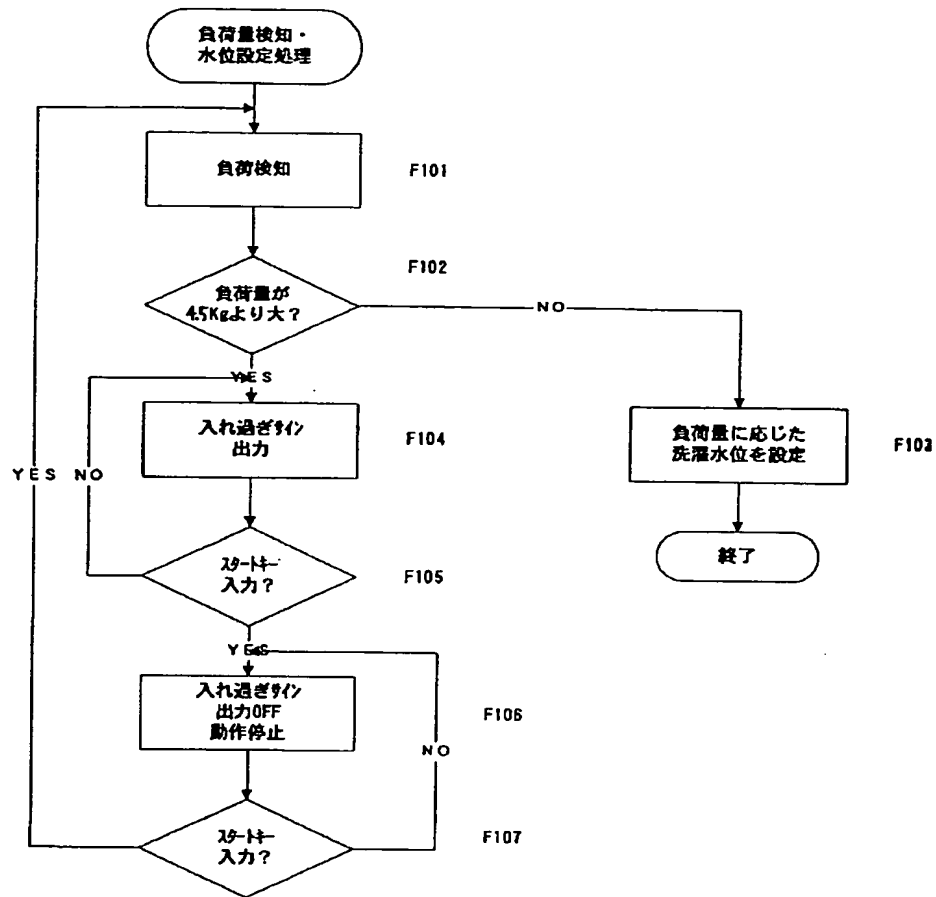 負荷量検知・
水位設定処理
負荷検知
F101
F102
負荷量が
4.5Kgより大?
NO
YES
入れ過ぎサイン
出力
F104
負荷量に応じた
洗濯水位を設定
F103
YES
NO
スタートキー
入力?
F105
終了
YES
入れ過ぎサイン
出力OFF
動作停止
F106
NO
スタートキー
入力?
F107